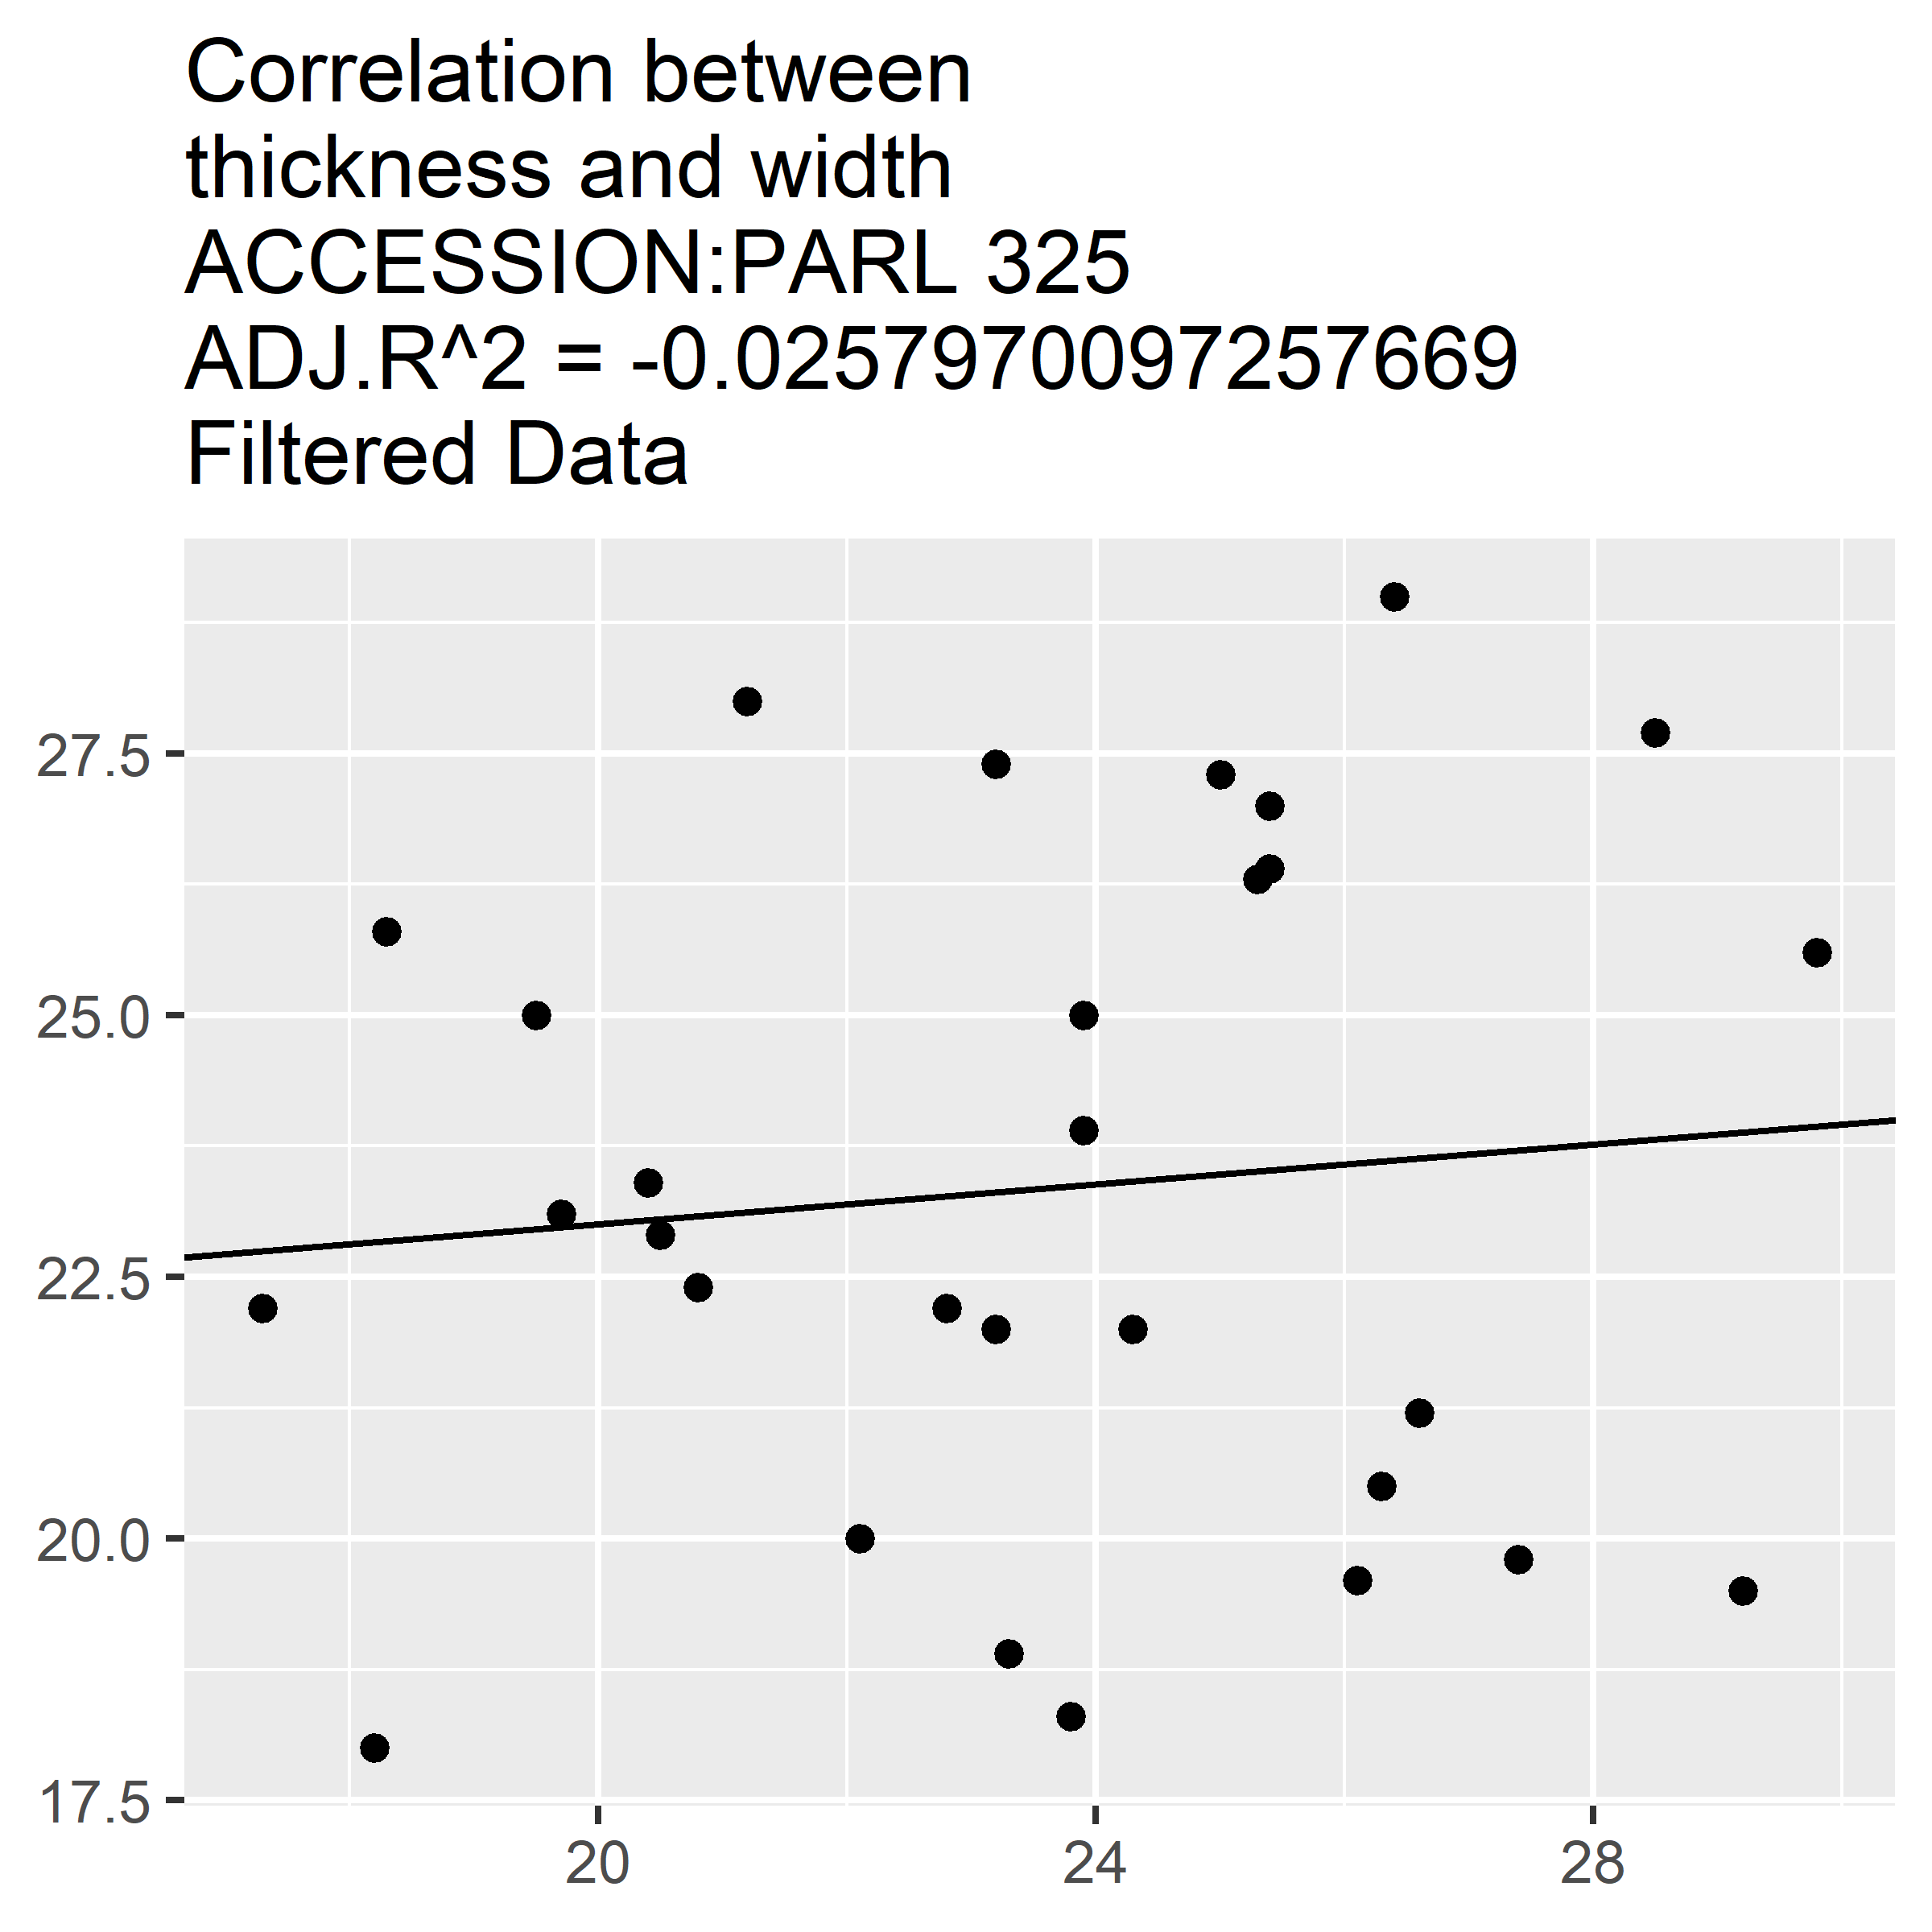 Correlation between
thickness and width
ACCESSION:PARL 325
ADJ.R^2 = -0.0257970097257669
Filtered Data
27.5
25.0
22.5
20.0
17.5
20 24 28